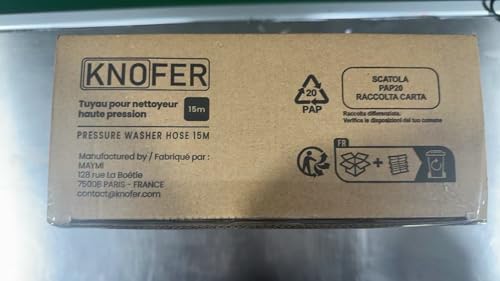 KNOFER
Tuyau pour nettoyeur
haute pression
15m
PRESSURE WASHER HOSE 15M
Manufactured by / Fabriqué par :
MAYMI
128 rue La Boétie
75008 PARIS - FRANCE
contact@knofer.com
20
PAP
SCATOLA
PAP20
RACCOLTA CARTA
Raccolta differenziata.
Verifica le disposizioni del tuo comune
FR